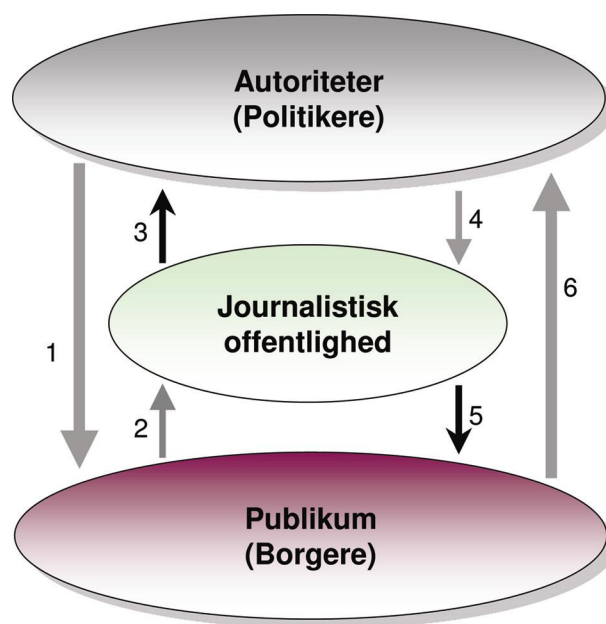 Autoriteter
(Politikere)
3
4
6
Journalistisk
offentlighed
1
2
5
Publikum
(Borgere)